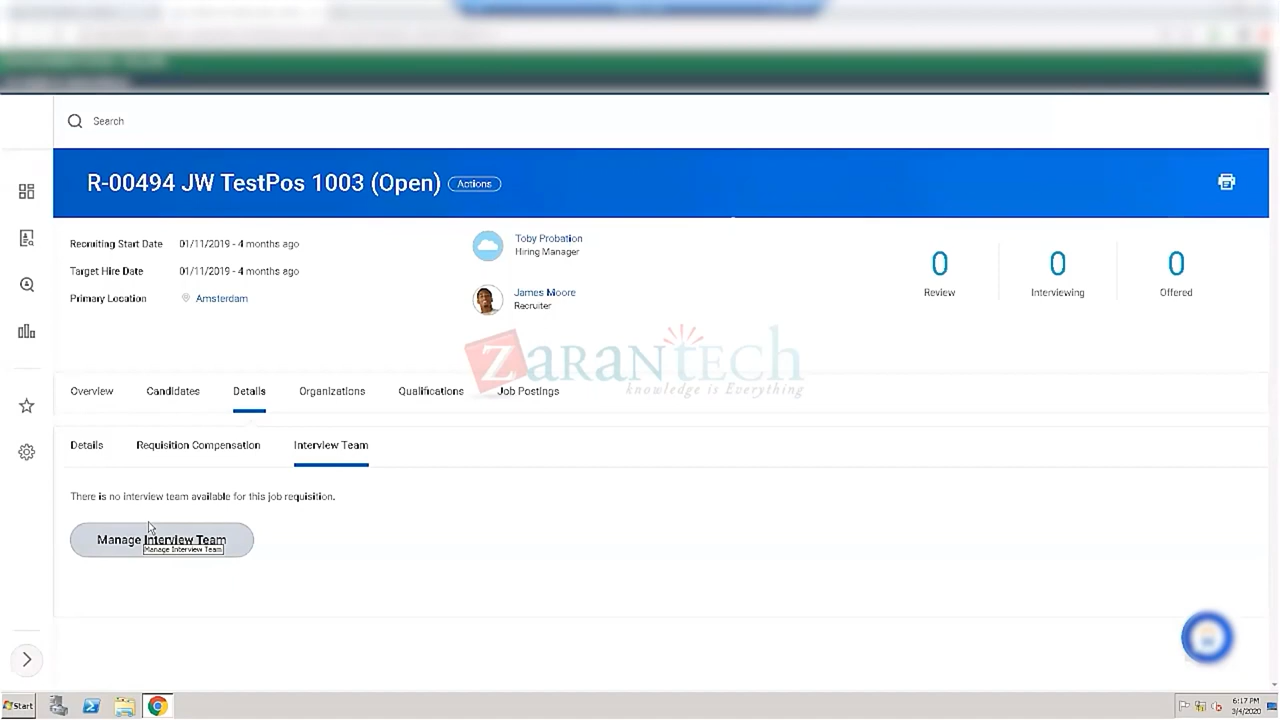 Search
R-00494 JW TestPos 1003 (Open) Actions
Recruiting Start Date 01/11/2019 - 4 months ago
Target Hire Date 01/11/2019 - 4 months ago
Primary Location Amsterdam
Toby Probation
Hiring Manager
James Moore
Recruiter
0 0 0
Review Interviewing Offered
ZARANTECH
knowledge is Everything
Overview Candidates Details Organizations Qualifications Job Postings
Details Requisition Compensation Interview Team
There is no interview team available for this job requisition.
Manage Interview Team
Manage Interview Team
Start
6:17 PM
3/4/2020